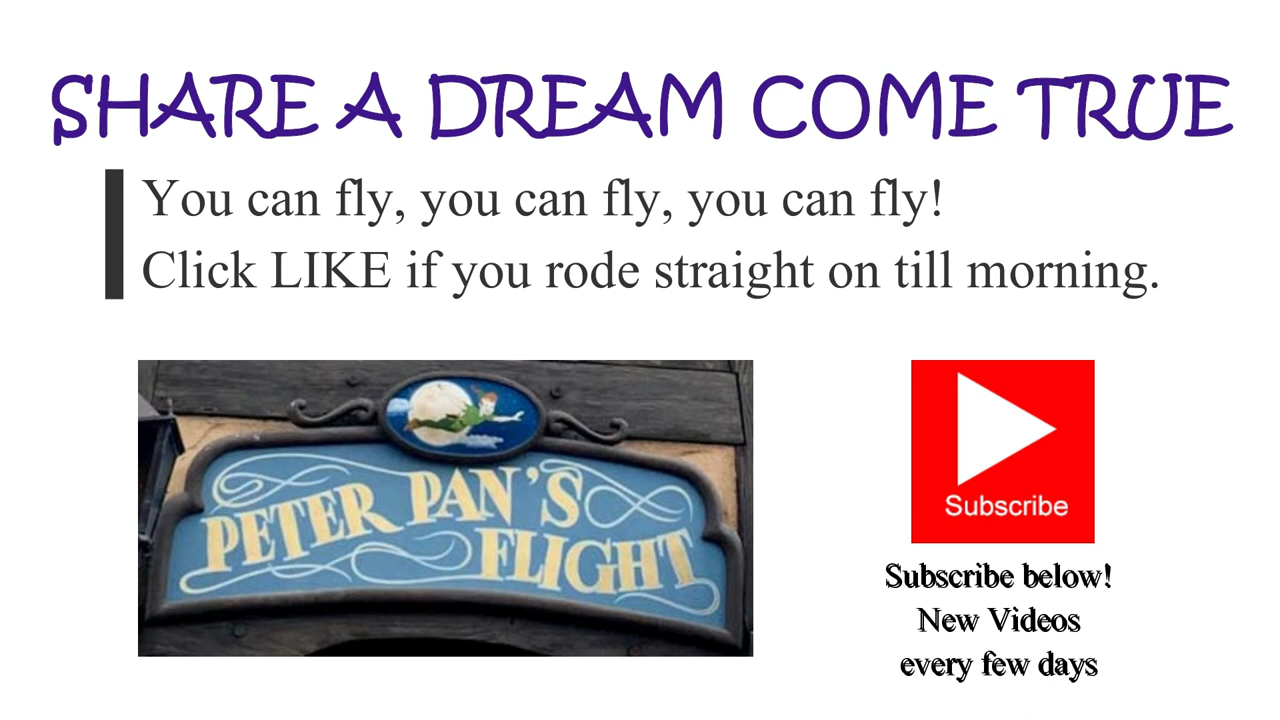 SHARE A DREAM COME TRUE
You can fly, you can fly, you can fly!
Click LIKE if you rode straight on till morning.
PETER PAN'S
FLIGHT
Subscribe
Subscribe below!
New Videos
every few days